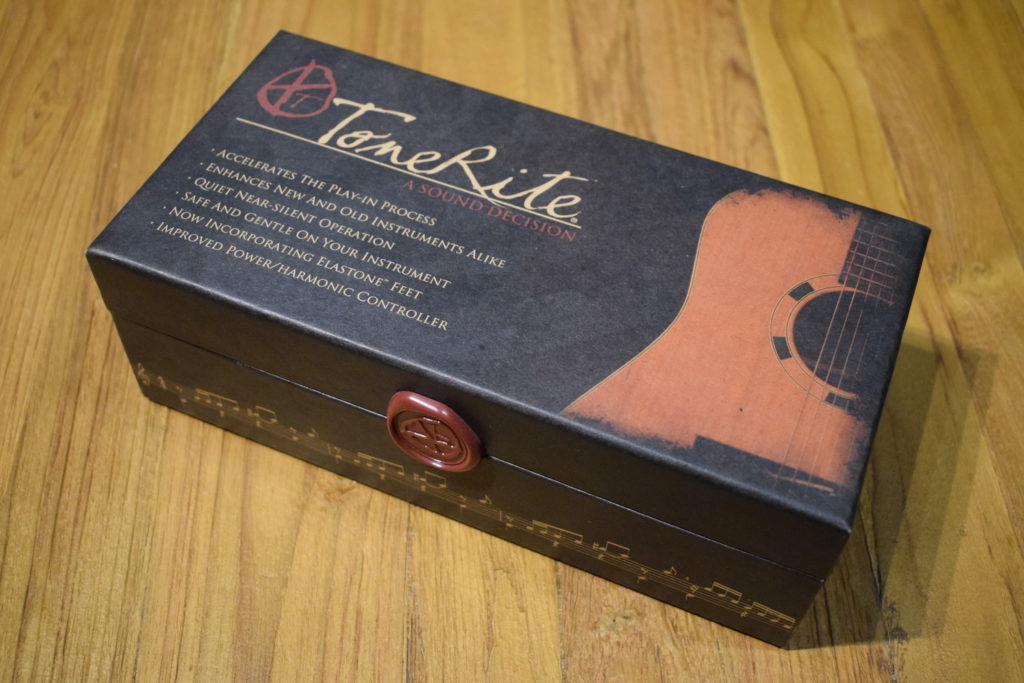 T
ToneRite®
A SOUND DECISION
· ACCELERATES THE PLAY-IN PROCESS
· ENHANCES NEW AND OLD INSTRUMENTS ALIKE
· QUIET NEAR-SILENT OPERATION
· SAFE AND GENTLE ON YOUR INSTRUMENT
· NOW INCORPORATING ELASTONE™ FEET
· IMPROVED POWER/HARMONIC CONTROLLER